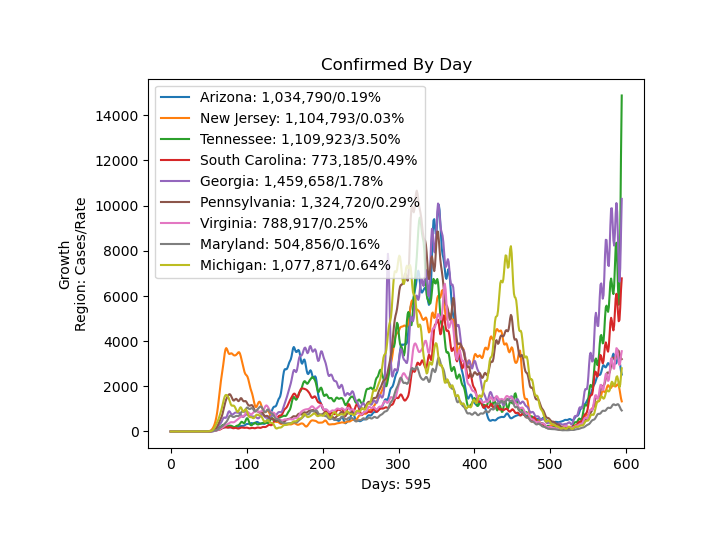 Confirmed By Day
Growth
Region: Cases/Rate
14000
12000
10000
8000
6000
4000
2000
0
Arizona: 1,034,790/0.19%
New Jersey: 1,104,793/0.03%
Tennessee: 1,109,923/3.50%
South Carolina: 773,185/0.49%
Georgia: 1,459,658/1.78%
Pennsylvania: 1,324,720/0.29%
Virginia: 788,917/0.25%
Maryland: 504,856/0.16%
Michigan: 1,077,871/0.64%
0 100 200 300 400 500 600
Days: 595